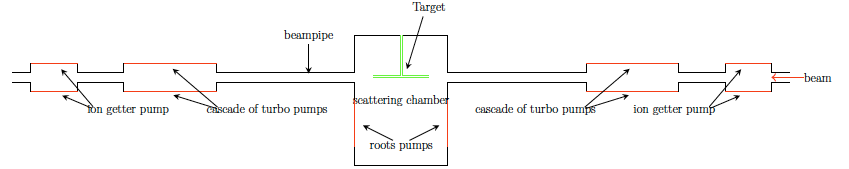 Target
beampipe
beam
scattering chamber
ion getter pump
cascade of turbo pumps
cascade of turbo pumps
ion getter pump
roots pumps